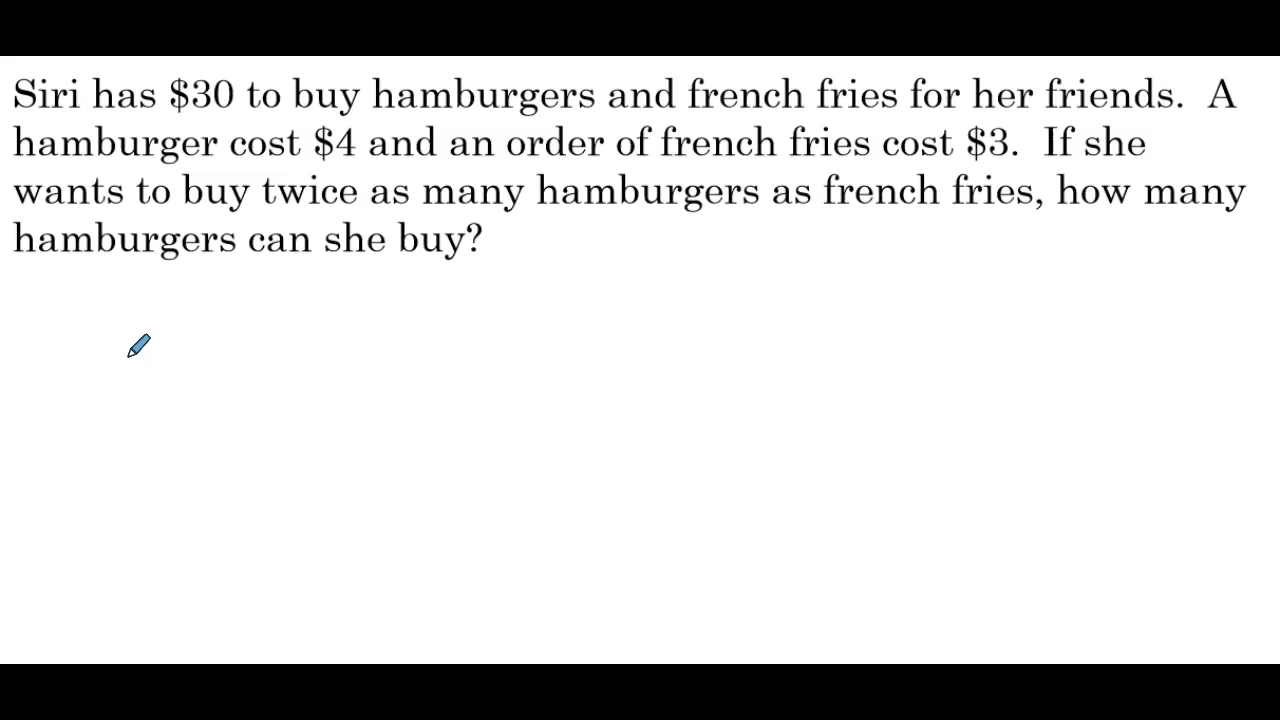 Siri has $30 to buy hamburgers and french fries for her friends.  A
hamburger cost $4 and an order of french fries cost $3.  If she
wants to buy twice as many hamburgers as french fries, how many
hamburgers can she buy?